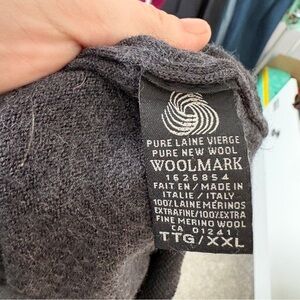 PURE LAINE VIERGE
PURE NEW WOOL
WOOLMARK
1626854
FAIT EN / MADE IN
ITALIE / ITALY
100% LAINE MERINOS
EXTRAFINE/100% EXTRA
FINE MERINO WOOL
CA 01241
TTG/XXL